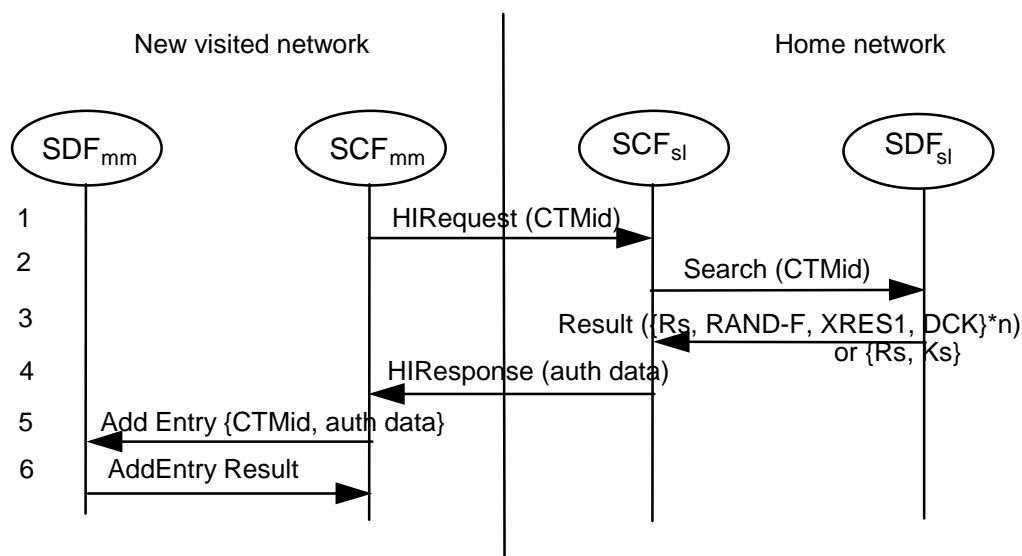 New visited network
Home network
SDFmm
SCFmm
SCFsl
SDFsl
1
HIRequest (CTMid)
2
Search (CTMid)
3
Result ({Rs, RAND-F, XRES1, DCK}*n)
or {Rs, Ks}
4
HIResponse (auth data)
5
Add Entry {CTMid, auth data}
6
AddEntry Result